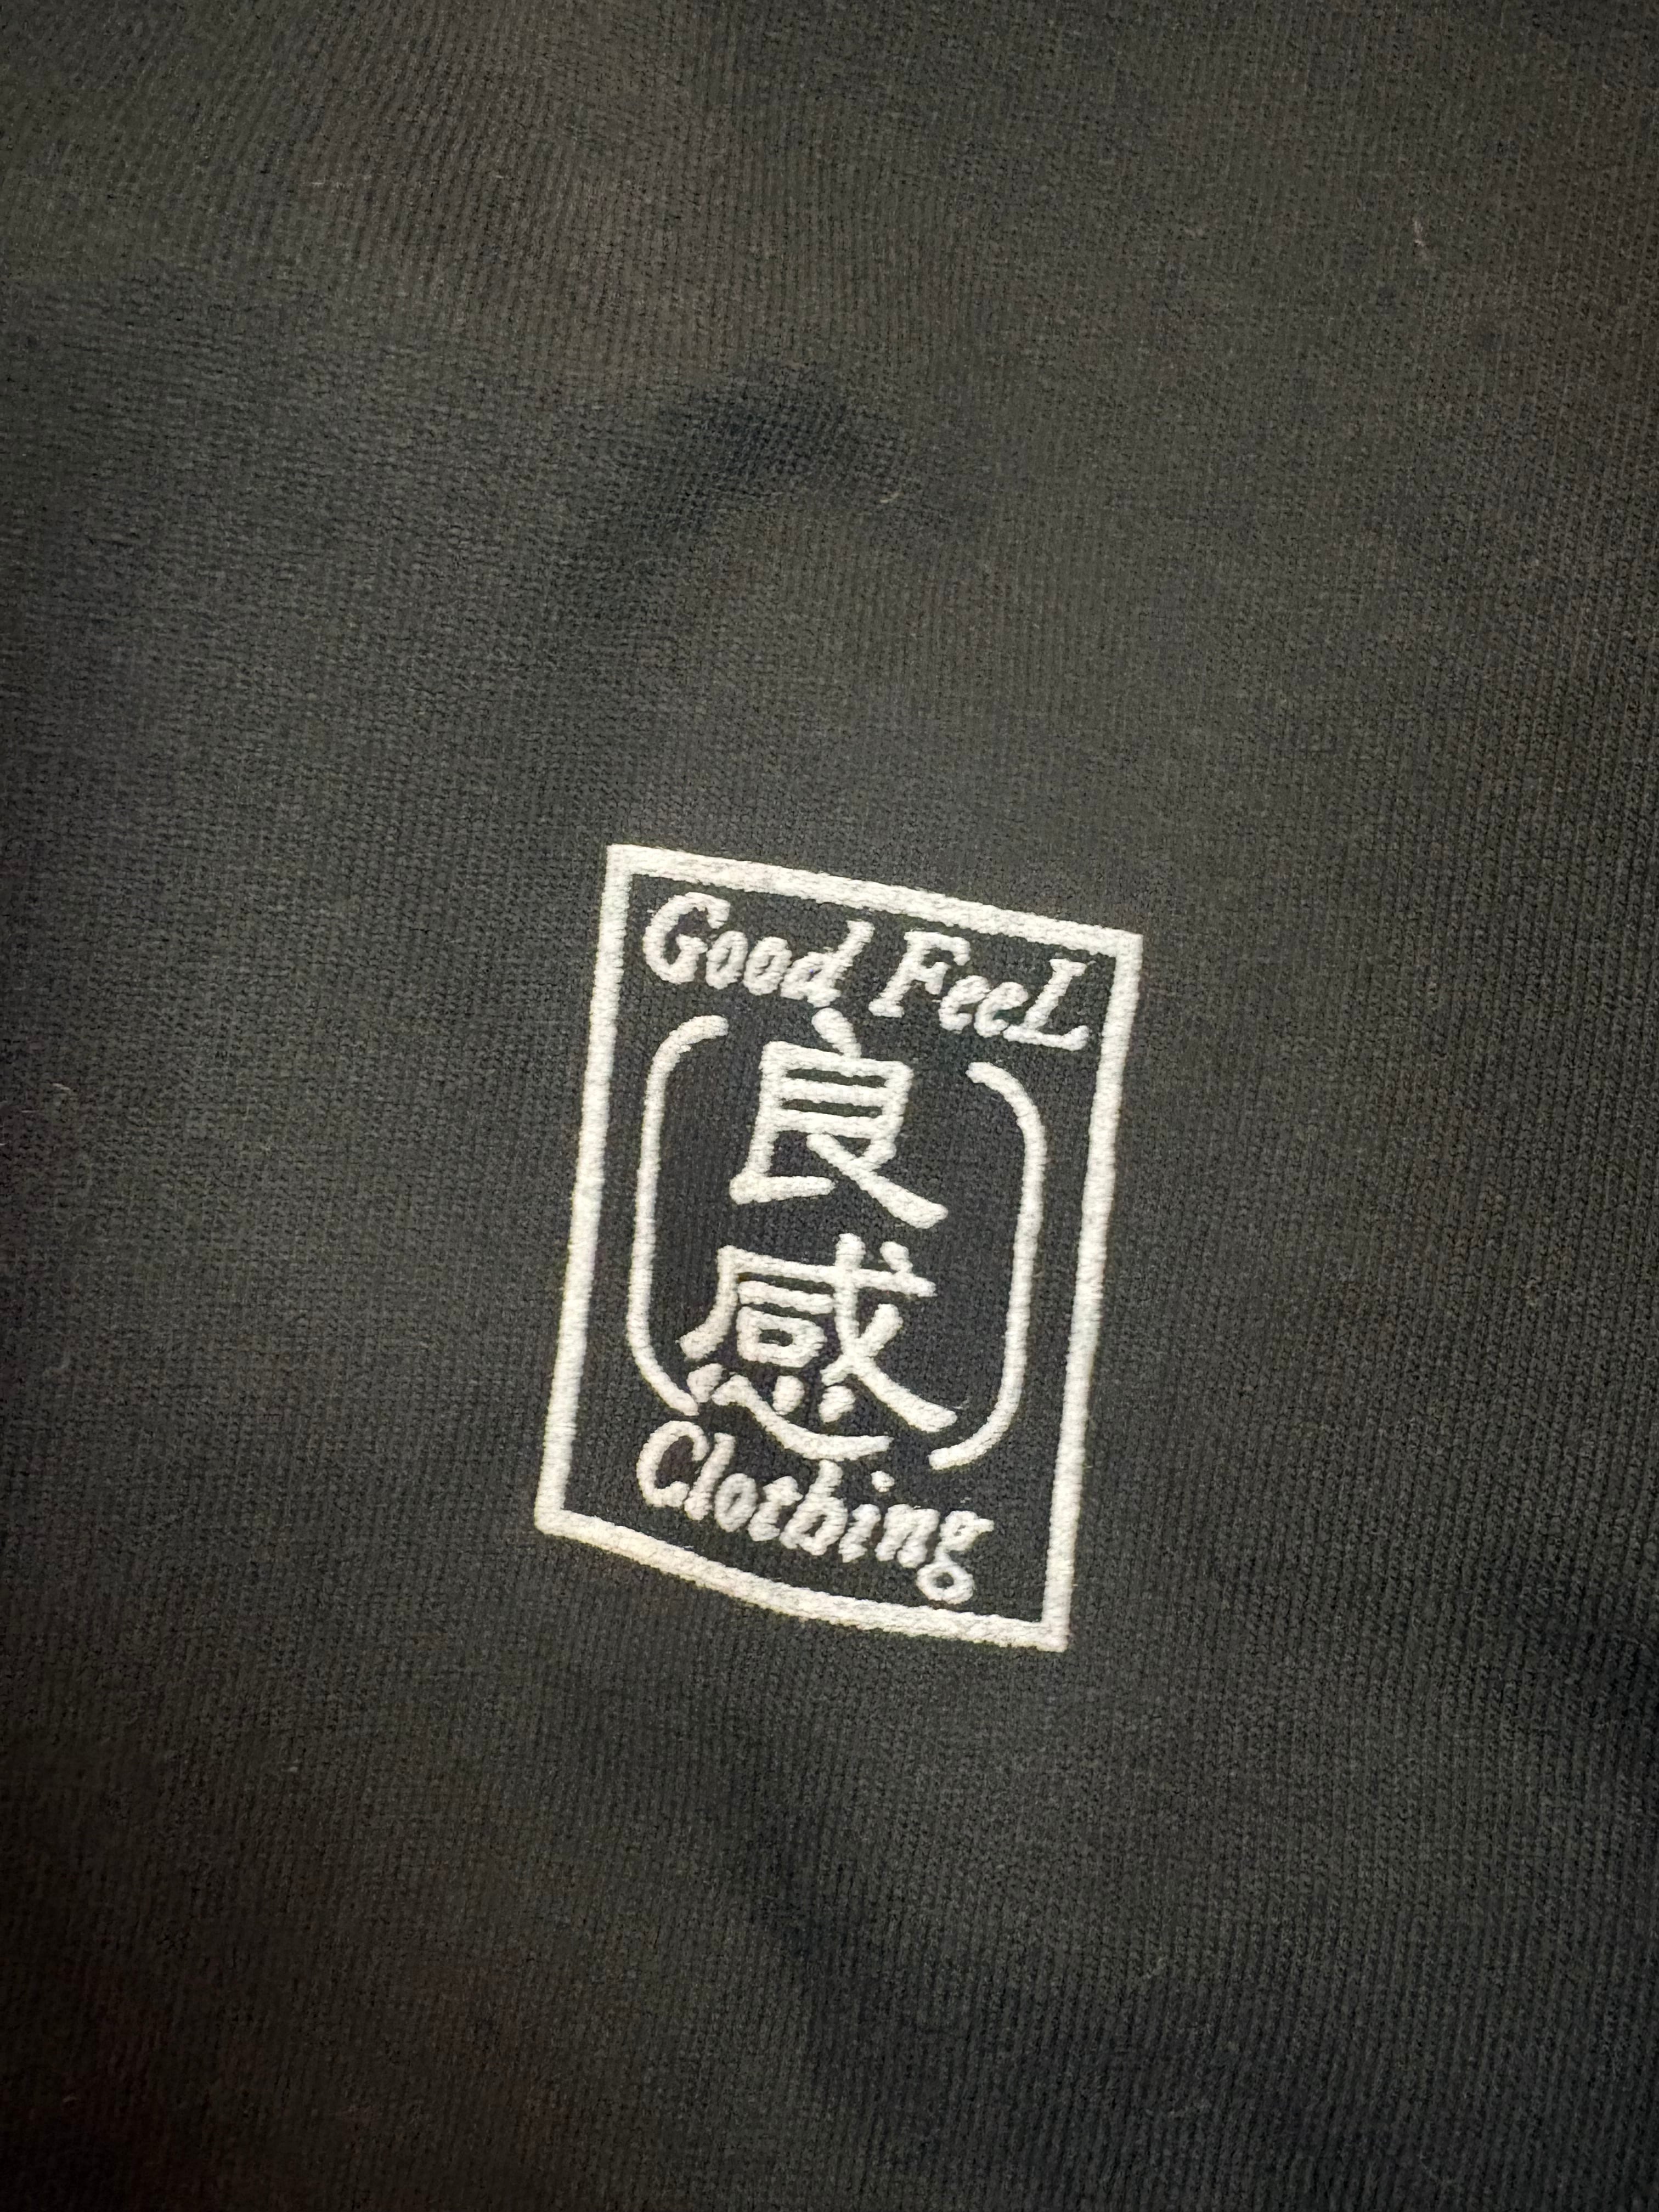 Good FeeL
良
感
Clothing